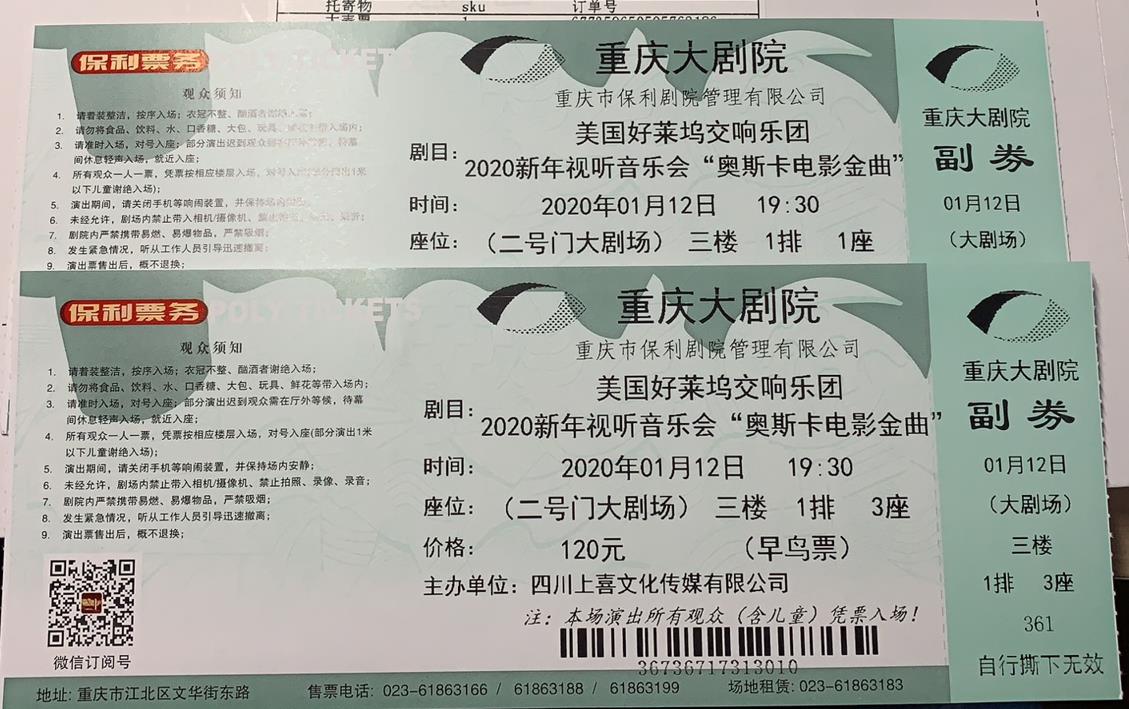 托寄物 sku 订单号
保利票务 POLY TICKETS
观众须知
1. 请着装整洁，按序入场；衣冠不整、酗酒者谢绝入场；
2. 请勿将食品、饮料、水、口香糖、大包、玩具、鲜花等带入场内；
3. 请准时入场，对号入座；部分演出迟到观众
间休息轻声入场，就近入座；
4. 所有观众一人一票，凭票按相应楼层入场，对号入座(部分演出1米
以下儿童谢绝入场)；
5. 演出期间，请关闭手机等响闹装置，并保持场内
6. 未经允许，剧场内禁止带入相机/摄像机、
7. 剧院内严禁携带易燃、易爆物品，严禁吸烟；
8. 发生紧急情况，听从工作人员引导迅速撤离；
9. 演出票售出后，概不退换；
重庆大剧院
重庆市保利剧院管理有限公司
剧目： 美国好莱坞交响乐团
2020新年视听音乐会“奥斯卡电影金曲”
时间： 2020年01月12日 19:30
座位： （二号门大剧场） 三楼 1排 1座
重庆大剧院
副券
01月12日
（大剧场）
保利票务 POLY TICKETS
观众须知
1. 请着装整洁，按序入场；衣冠不整、酗酒者谢绝入场；
2. 请勿将食品、饮料、水、口香糖、大包、玩具、鲜花等带入场内；
3. 请准时入场，对号入座；部分演出迟到观众需在厅外等候，待幕
间休息轻声入场，就近入座；
4. 所有观众一人一票，凭票按相应楼层入场，对号入座(部分演出1米
以下儿童谢绝入场)；
5. 演出期间，请关闭手机等响闹装置，并保持场内安静；
6. 未经允许，剧场内禁止带入相机/摄像机、禁止拍照、录像、录音；
7. 剧院内严禁携带易燃、易爆物品，严禁吸烟；
8. 发生紧急情况，听从工作人员引导迅速撤离；
9. 演出票售出后，概不退换；
微信订阅号
重庆大剧院
重庆市保利剧院管理有限公司
剧目： 美国好莱坞交响乐团
2020新年视听音乐会“奥斯卡电影金曲”
时间： 2020年01月12日 19:30
座位： （二号门大剧场） 三楼 1排 3座
价格： 120元 （早鸟票）
主办单位：四川上喜文化传媒有限公司
注：本场演出所有观众（含儿童）凭票入场！
36736717313010
地址: 重庆市江北区文华街东路 售票电话: 023-61863166 / 61863188 / 61863199 场地租赁: 023-61863183
重庆大剧院
副券
01月12日
（大剧场）
三楼
1排 3座
361
自行撕下无效